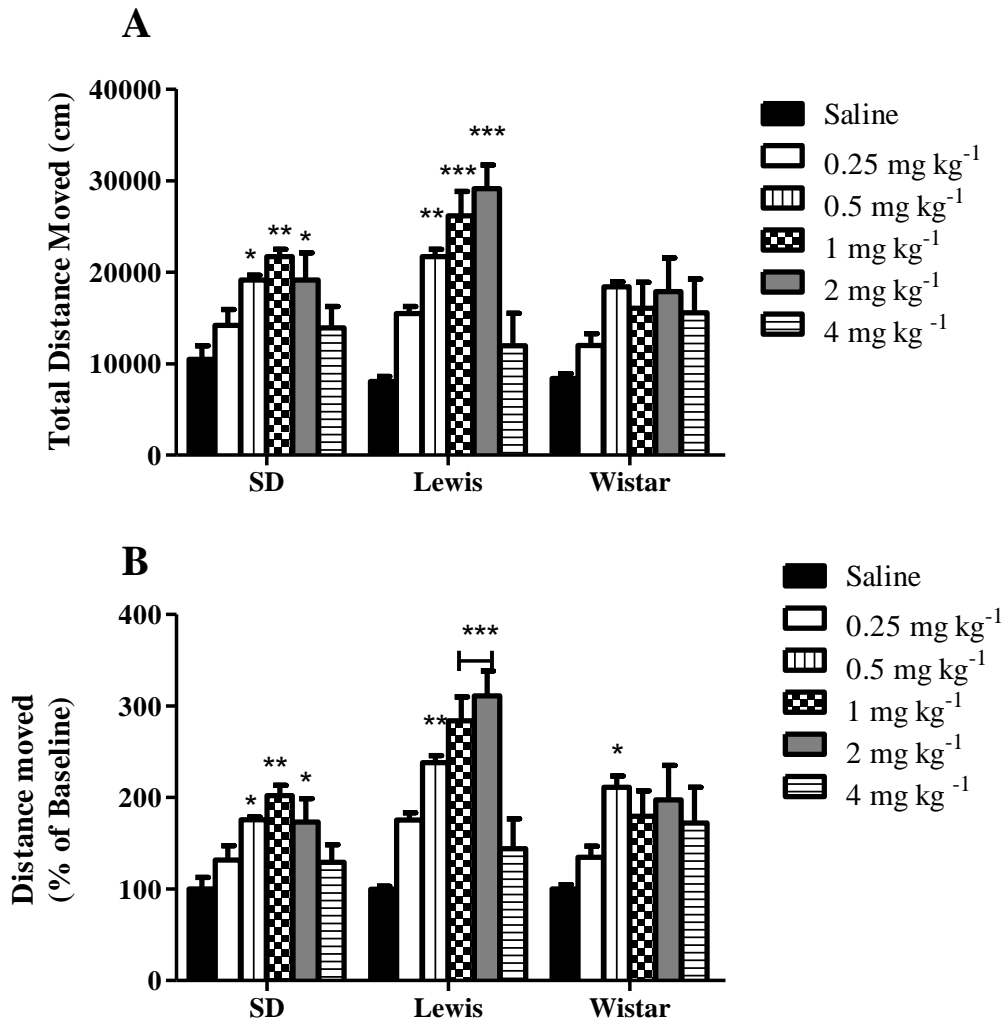 A
Total Distance Moved (cm)
40000
30000
20000
10000
0
* ** *
** *** ***
SD Lewis Wistar
Saline
0.25 mg kg-1
0.5 mg kg-1
1 mg kg-1
2 mg kg-1
4 mg kg -1
B
Distance moved
(% of Baseline)
400
300
200
100
0
* ** *
** ***
*
SD Lewis Wistar
Saline
0.25 mg kg-1
0.5 mg kg-1
1 mg kg-1
2 mg kg-1
4 mg kg -1